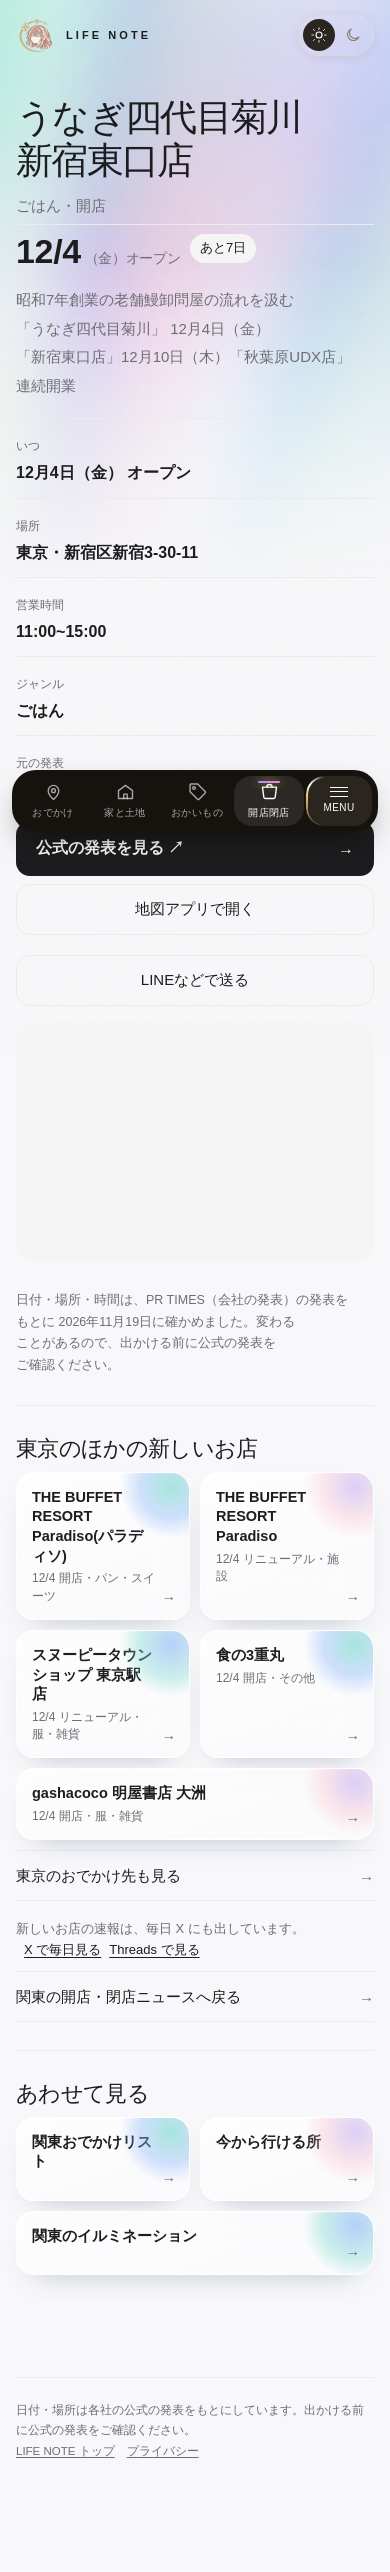 LIFE NOTE
うなぎ四代目菊川
新宿東口店
ごはん・開店
12/4 （金）オープン あと7日
昭和7年創業の老舗鰻卸問屋の流れを汲む
「うなぎ四代目菊川」 12月4日（金）
「新宿東口店」12月10日（木）「秋葉原UDX店」
連続開業
いつ
12月4日（金） オープン
場所
東京・新宿区新宿3-30-11
営業時間
11:00~15:00
ジャンル
ごはん
元の発表
おでかけ 家と土地 おかいもの 開店閉店 MENU
公式の発表を見る ↗ →
地図アプリで開く
LINEなどで送る
日付・場所・時間は、PR TIMES（会社の発表）の発表を
もとに 2026年11月19日に確かめました。変わる
ことがあるので、出かける前に公式の発表を
ご確認ください。
東京のほかの新しいお店
THE BUFFET
RESORT
Paradiso(パラデ
ィソ)
12/4 開店・パン・スイ
ーツ →
THE BUFFET
RESORT
Paradiso
12/4 リニューアル・施
設 →
スヌーピータウン
ショップ 東京駅
店
12/4 リニューアル・
服・雑貨 →
食の3重丸
12/4 開店・その他
→
gashacoco 明屋書店 大洲
12/4 開店・服・雑貨 →
東京のおでかけ先も見る →
新しいお店の速報は、毎日 X にも出しています。
X で毎日見る Threads で見る
関東の開店・閉店ニュースへ戻る →
あわせて見る
関東おでかけリス
ト →
今から行ける所
→
関東のイルミネーション
→
日付・場所は各社の公式の発表をもとにしています。出かける前
に公式の発表をご確認ください。
LIFE NOTE トップ プライバシー